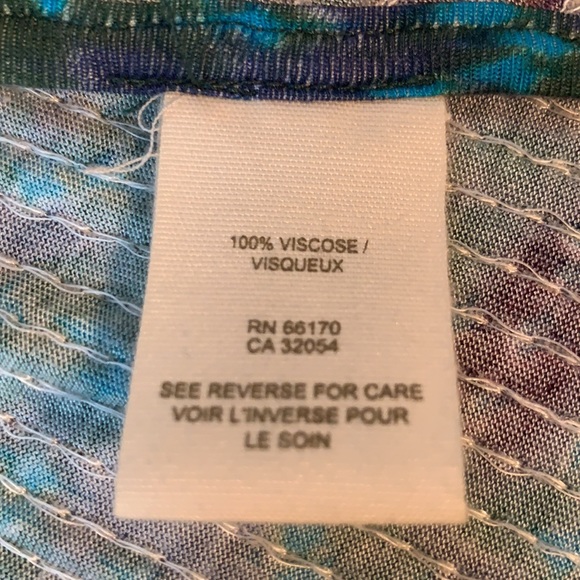 100% VISCOSE /
VISQUEUX
RN 66170
CA 32054
SEE REVERSE FOR CARE
VOIR L'INVERSE POUR
LE SOIN